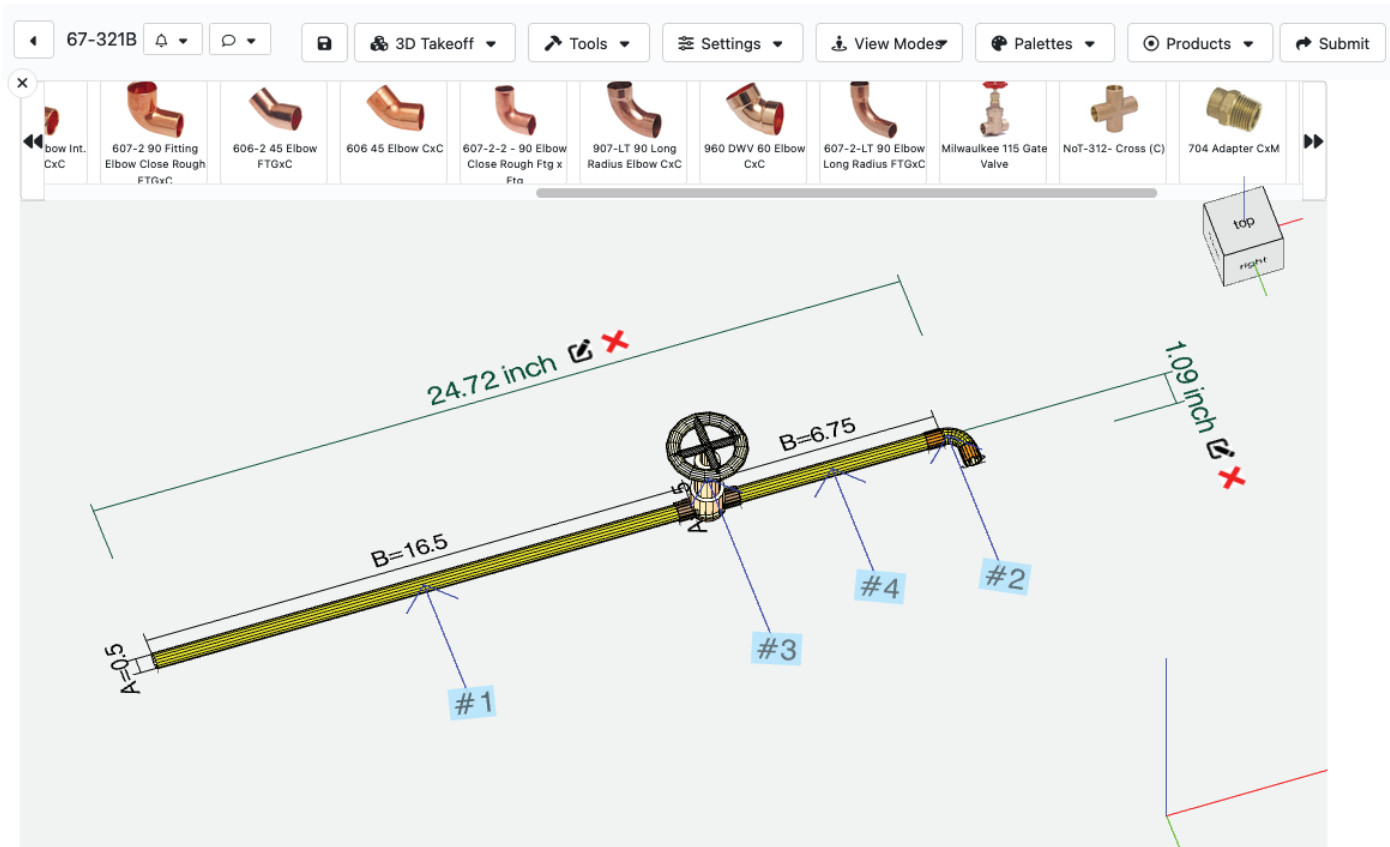 67-321B
3D Takeoff
Tools
Settings
View Modes
Palettes
Products
Submit
bow Int.
CxC
607-2 90 Fitting
Elbow Close Rough
FTGxC
606-2 45 Elbow
FTGxC
606 45 Elbow CxC
607-2-2 - 90 Elbow
Close Rough Ftg x
Ftg
907-LT 90 Long
Radius Elbow CxC
960 DWV 60 Elbow
CxC
607-2-LT 90 Elbow
Long Radius FTGxC
Milwaukee 115 Gate
Valve
NoT-312- Cross (C)
704 Adapter CxM
top
right
24.72 inch
1.09 inch
B=6.75
B=16.5
A=0.5
A
5
#4
#2
#3
#1